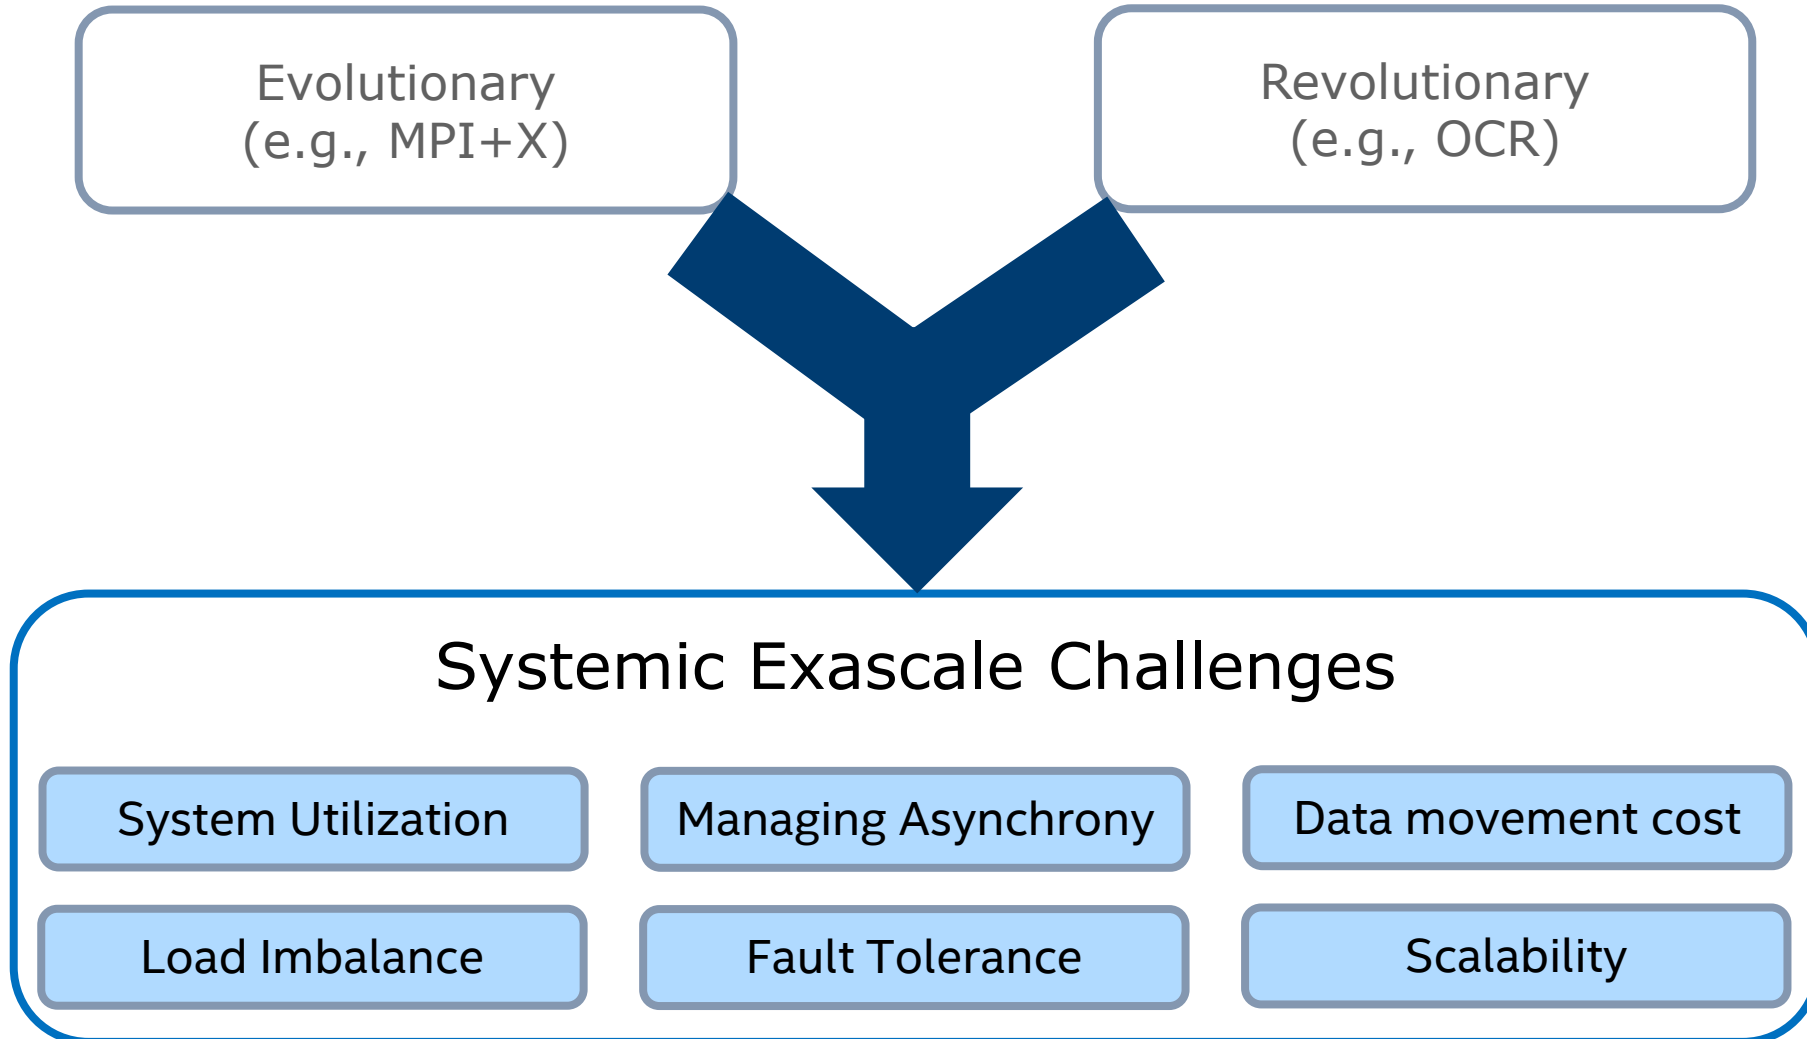 Evolutionary
(e.g., MPI+X)
Revolutionary
(e.g., OCR)
Systemic Exascale Challenges
System Utilization
Managing Asynchrony
Data movement cost
Load Imbalance
Fault Tolerance
Scalability